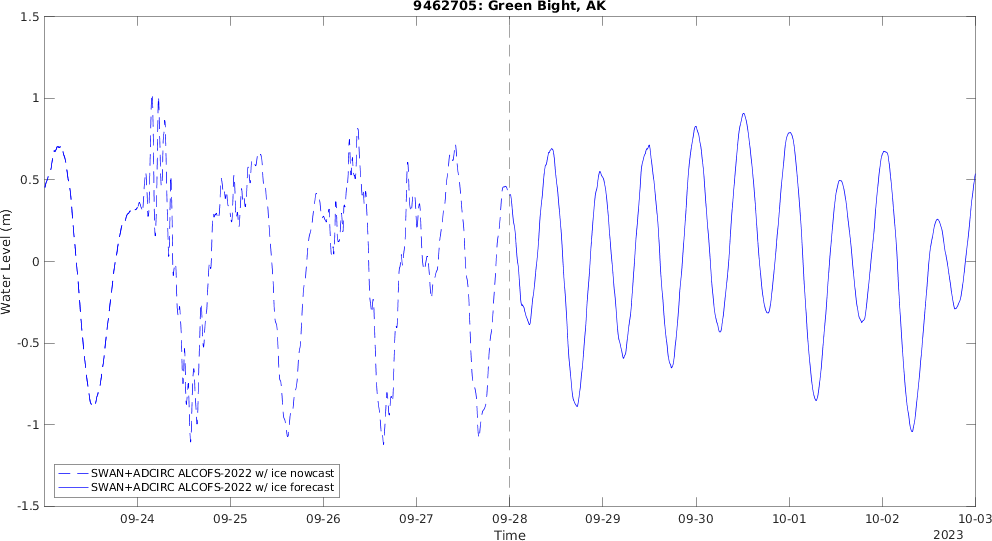 9462705: Green Bight, AK
1.5
1
0.5
0
-0.5
-1
-1.5
Water Level (m)
SWAN+ADCIRC ALCOFS-2022 w/ ice nowcast
SWAN+ADCIRC ALCOFS-2022 w/ ice forecast
09-24 09-25 09-26 09-27 09-28 09-29 09-30 10-01 10-02 10-03
Time
2023